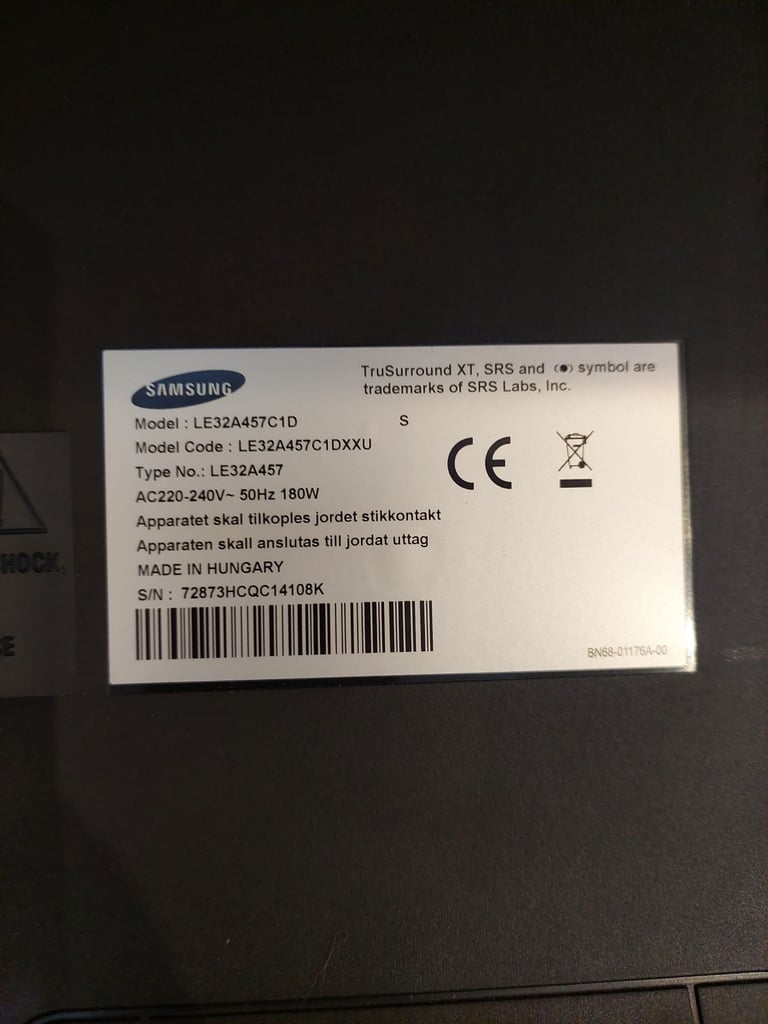 SAMSUNG
TruSurround XT, SRS and (●) symbol are
trademarks of SRS Labs, Inc.
Model : LE32A457C1D S
Model Code : LE32A457C1DXXU
Type No.: LE32A457
AC220-240V~ 50Hz 180W
Apparatet skal tilkoples jordet stikkontakt
Apparaten skall anslutas till jordat uttag
MADE IN HUNGARY
S/N : 72873HCQC14108K
CE
BN68-01176A-00
HOCK.
CE